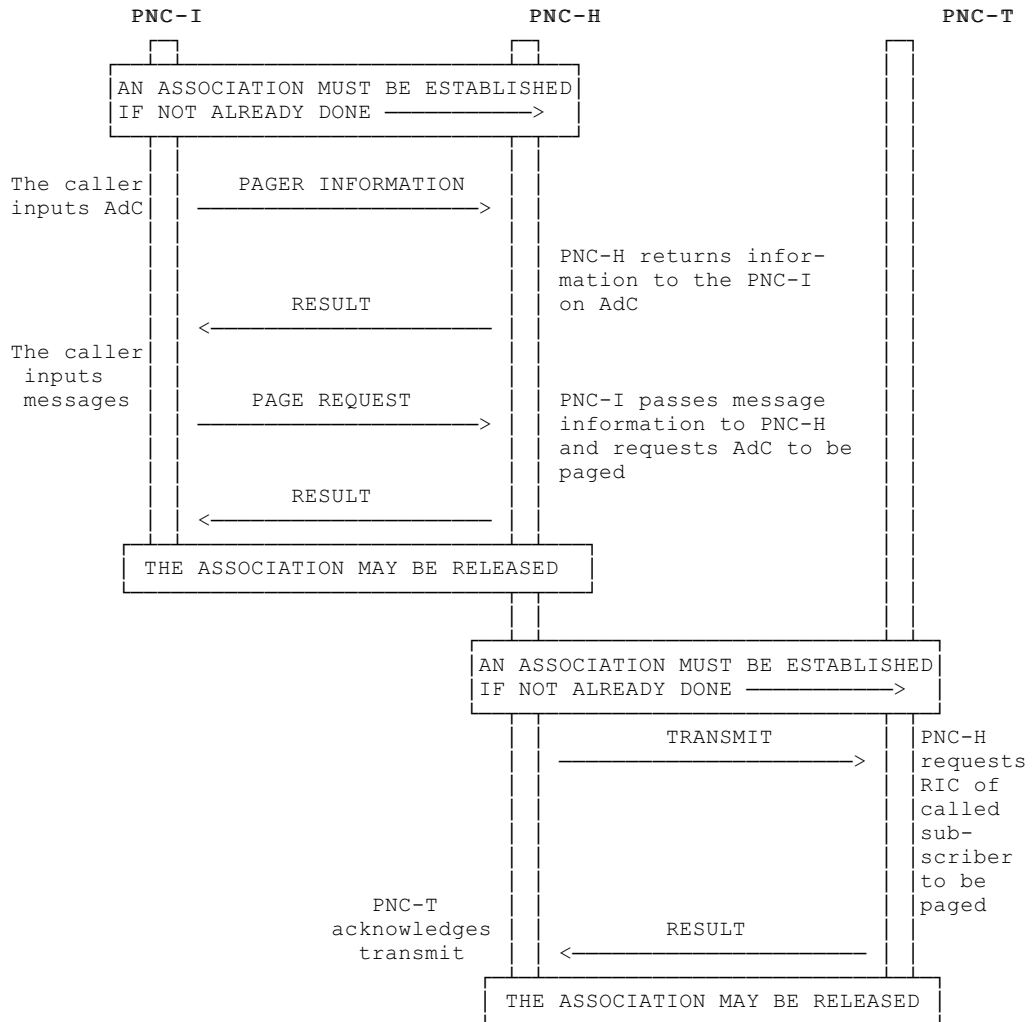 PNC-I PNC-H PNC-T
AN ASSOCIATION MUST BE ESTABLISHED
IF NOT ALREADY DONE ———————————>
The caller
inputs AdC
PAGER INFORMATION
PNC-H returns infor-
mation to the PNC-I
on AdC
RESULT
The caller
inputs
messages
PAGE REQUEST
PNC-I passes message
information to PNC-H
and requests AdC to be
paged
RESULT
THE ASSOCIATION MAY BE RELEASED
AN ASSOCIATION MUST BE ESTABLISHED
IF NOT ALREADY DONE ———————————>
TRANSMIT
PNC-H
requests
RIC of
called
sub-
scriber
to be
paged
PNC-T
acknowledges
transmit
RESULT
THE ASSOCIATION MAY BE RELEASED